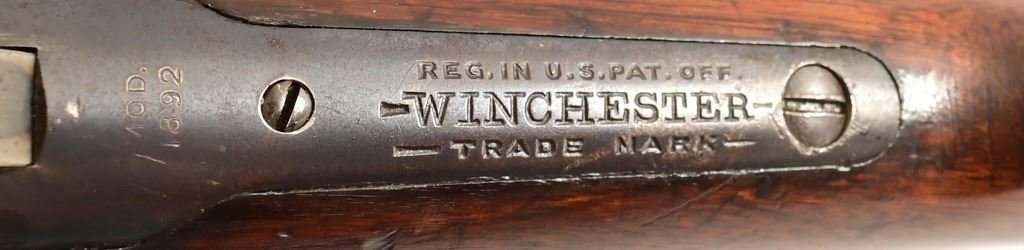 MOD.
1892
REG. IN U.S. PAT. OFF.
WINCHESTER
TRADE MARK